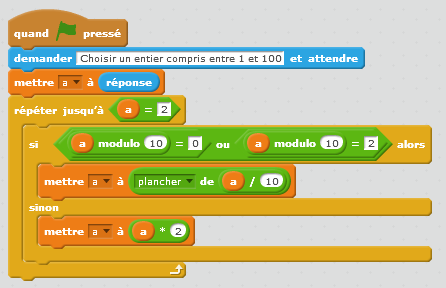 quand pressé
demander Choisir un entier compris entre 1 et 100 et attendre
mettre a à réponse
répéter jusqu'à a = 2
si a modulo 10 = 0 ou a modulo 10 = 2 alors
mettre a à plancher de a / 10
sinon
mettre a à a * 2